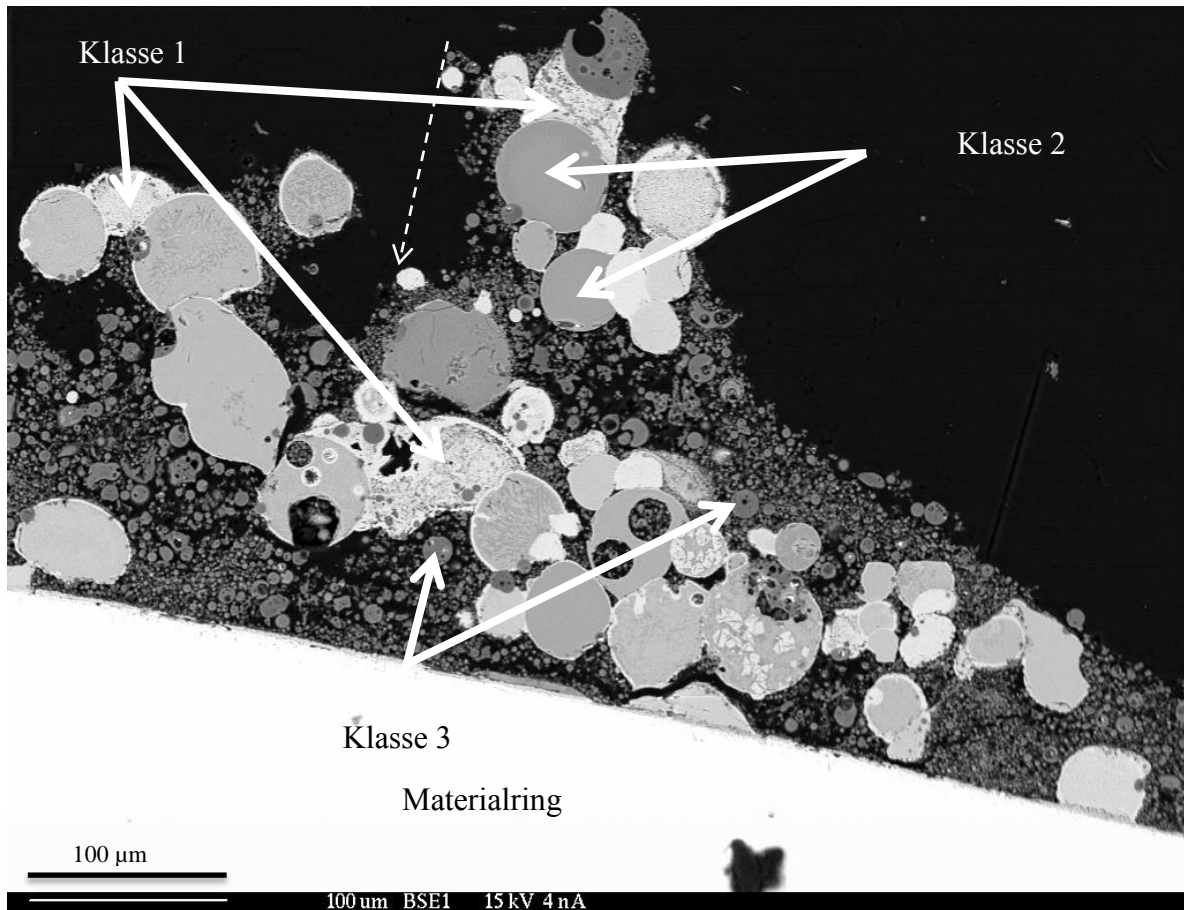 Klasse 1
Klasse 2
Klasse 3
Materialring
100 µm
100 um BSE1 15 kV 4 nA